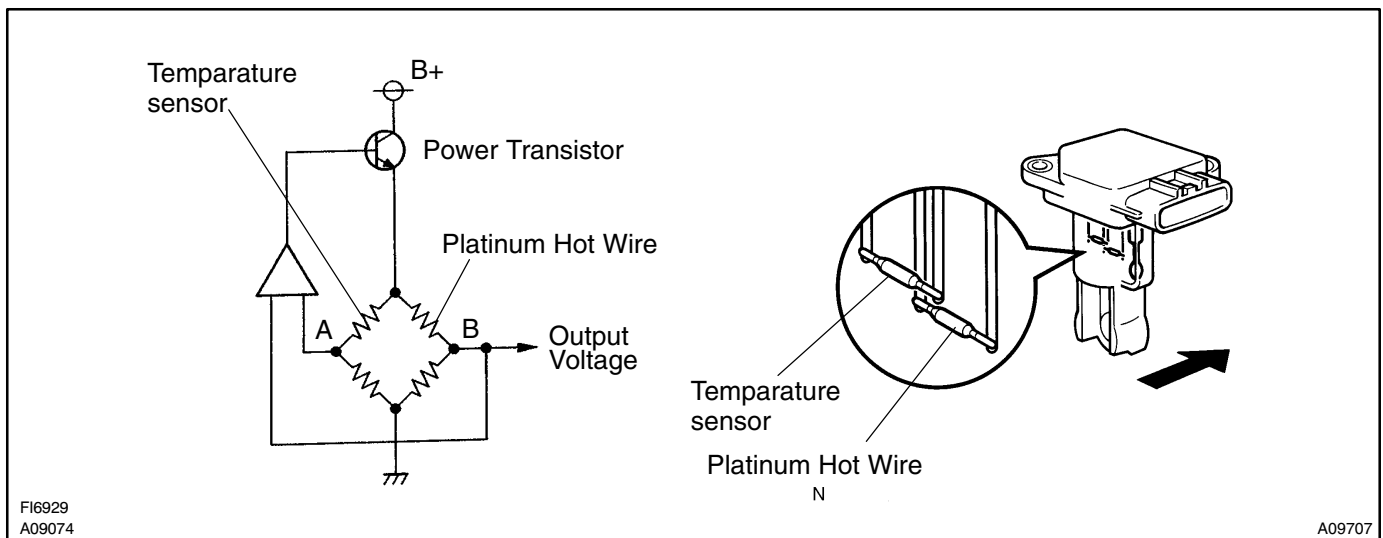 Temparature
sensor
B+
Power Transistor
Platinum Hot Wire
A
B
Output
Voltage
Temparature
sensor
Platinum Hot Wire
N
FI6929
A09074
A09707